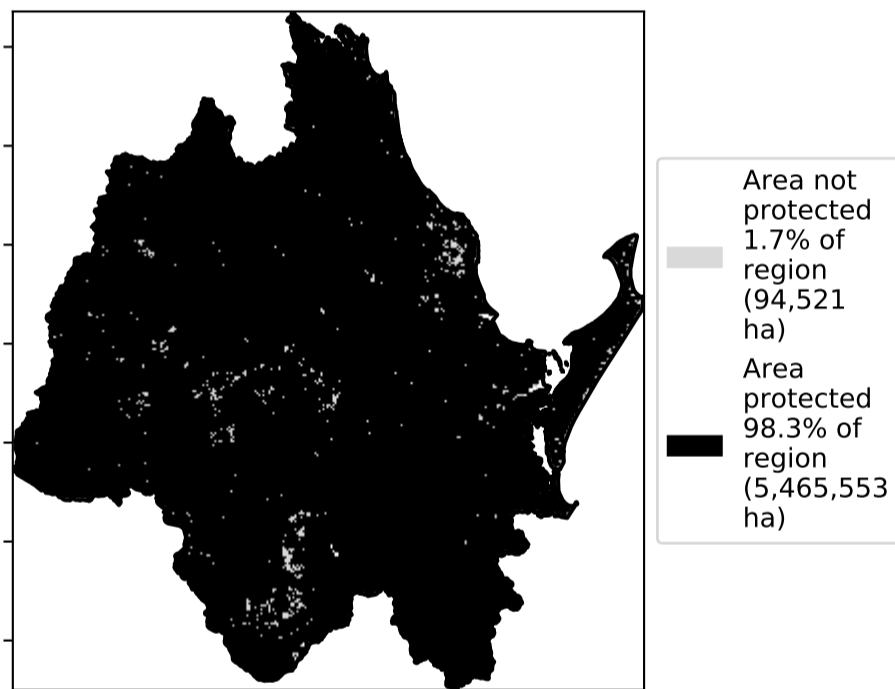 Area not
protected
1.7% of
region
(94,521
ha)
Area
protected
98.3% of
region
(5,465,553
ha)